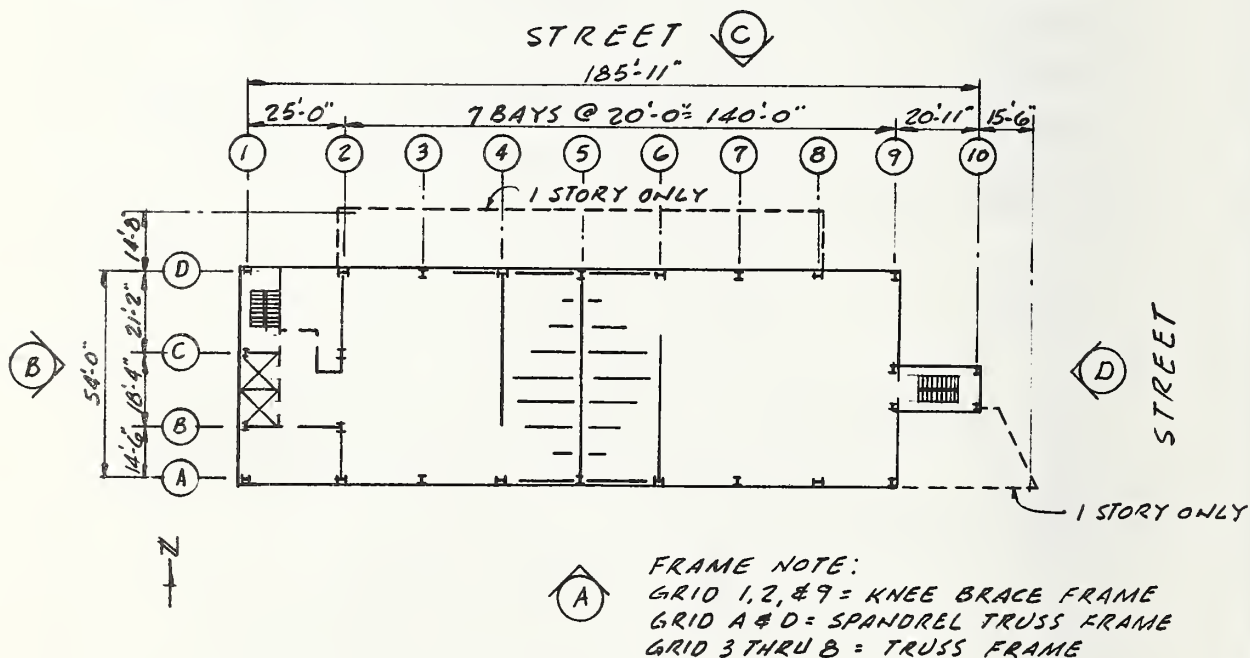 STREET C
185'-11"
25'-0" 7 BAYS @ 20'-0"= 140'-0" 20'-11" 15'-6"
1 2 3 4 5 6 7 8 9 10
1 STORY ONLY
14'-8"
D
21'-2"
C
54'-0"
18'-4"
B
14'-6"
A
B
D
STREET
1 STORY ONLY
N
A
FRAME NOTE:
GRID 1, 2, & 9 = KNEE BRACE FRAME
GRID A & D = SPANDREL TRUSS FRAME
GRID 3 THRU 8 = TRUSS FRAME